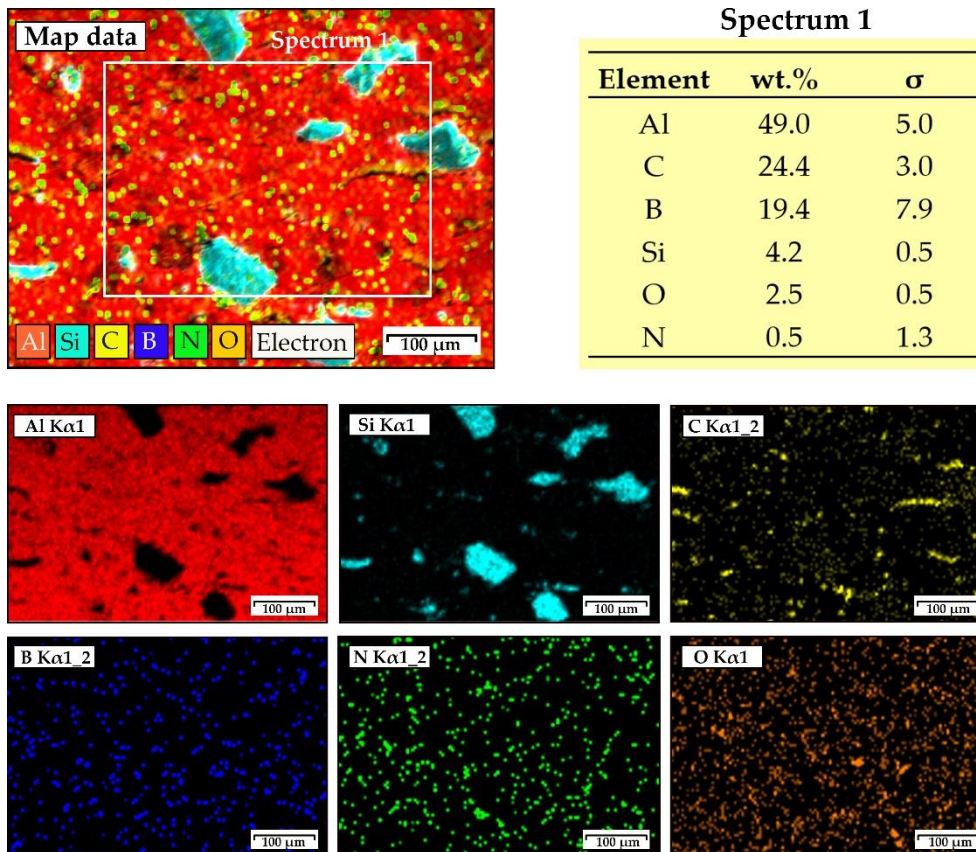 Map data
Spectrum 1
Al Si C B N O Electron
100 µm
Spectrum 1
Element wt.% σ
Al 49.0 5.0
C 24.4 3.0
B 19.4 7.9
Si 4.2 0.5
O 2.5 0.5
N 0.5 1.3
Al Kα1
100 µm
Si Kα1
100 µm
C Kα1_2
100 µm
B Kα1_2
100 µm
N Kα1_2
100 µm
O Kα1
100 µm